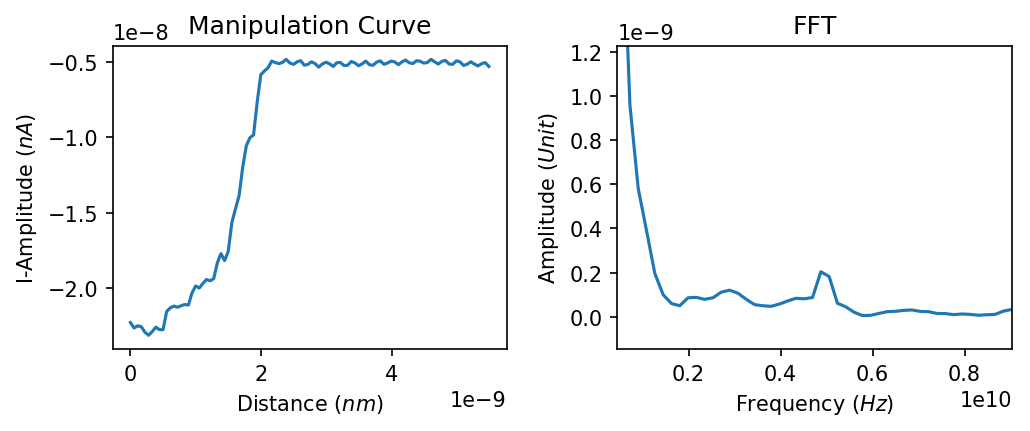 Manipulation Curve
1e−8
−0.5
−1.0
−1.5
−2.0
I-Amplitude (nA)
0
2
4
1e−9
Distance (nm)
FFT
1e−9
1.2
1.0
0.8
0.6
0.4
0.2
0.0
Amplitude (Unit)
0.2
0.4
0.6
0.8
1e10
Frequency (Hz)